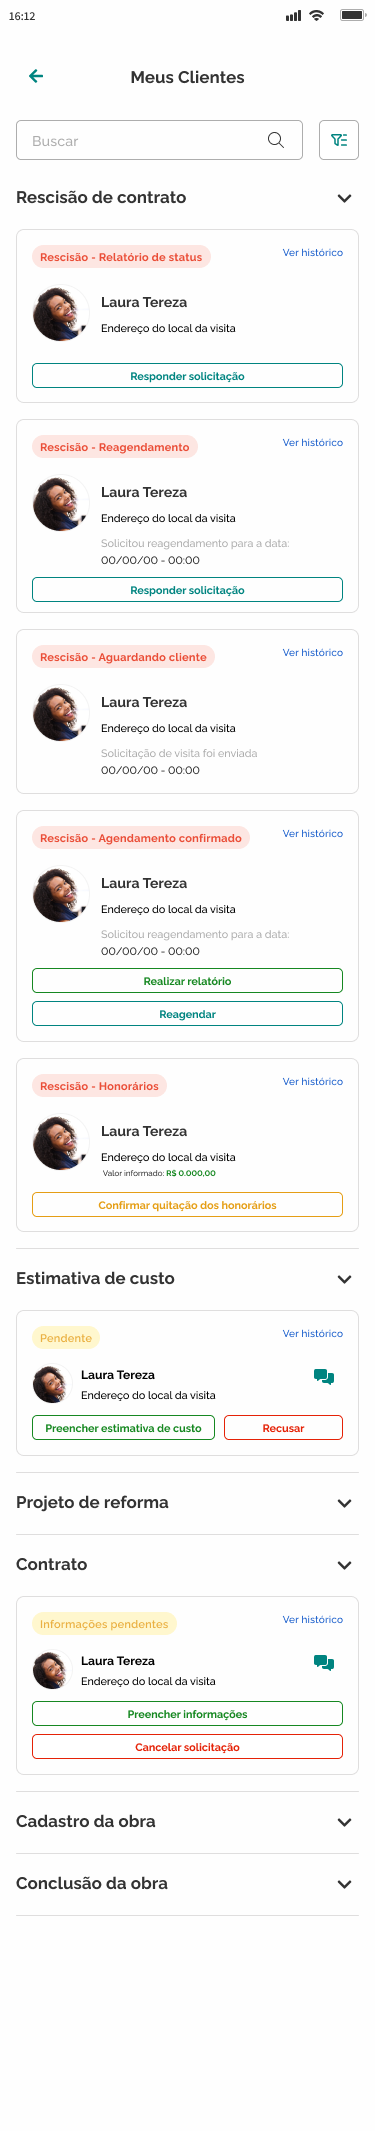 16:12
Meus Clientes
Buscar
Rescisão de contrato
Rescisão - Relatório de status
Ver histórico
Laura Tereza
Endereço do local da visita
Responder solicitação
Rescisão - Reagendamento
Ver histórico
Laura Tereza
Endereço do local da visita
Solicitou reagendamento para a data:
00/00/00 - 00:00
Responder solicitação
Rescisão - Aguardando cliente
Ver histórico
Laura Tereza
Endereço do local da visita
Solicitação de visita foi enviada
00/00/00 - 00:00
Rescisão - Agendamento confirmado
Ver histórico
Laura Tereza
Endereço do local da visita
Solicitou reagendamento para a data:
00/00/00 - 00:00
Realizar relatório
Reagendar
Rescisão - Honorários
Ver histórico
Laura Tereza
Endereço do local da visita
Valor informado: R$ 0.000,00
Confirmar quitação dos honorários
Estimativa de custo
Pendente
Ver histórico
Laura Tereza
Endereço do local da visita
Preencher estimativa de custo
Recusar
Projeto de reforma
Contrato
Informações pendentes
Ver histórico
Laura Tereza
Endereço do local da visita
Preencher informações
Cancelar solicitação
Cadastro da obra
Conclusão da obra